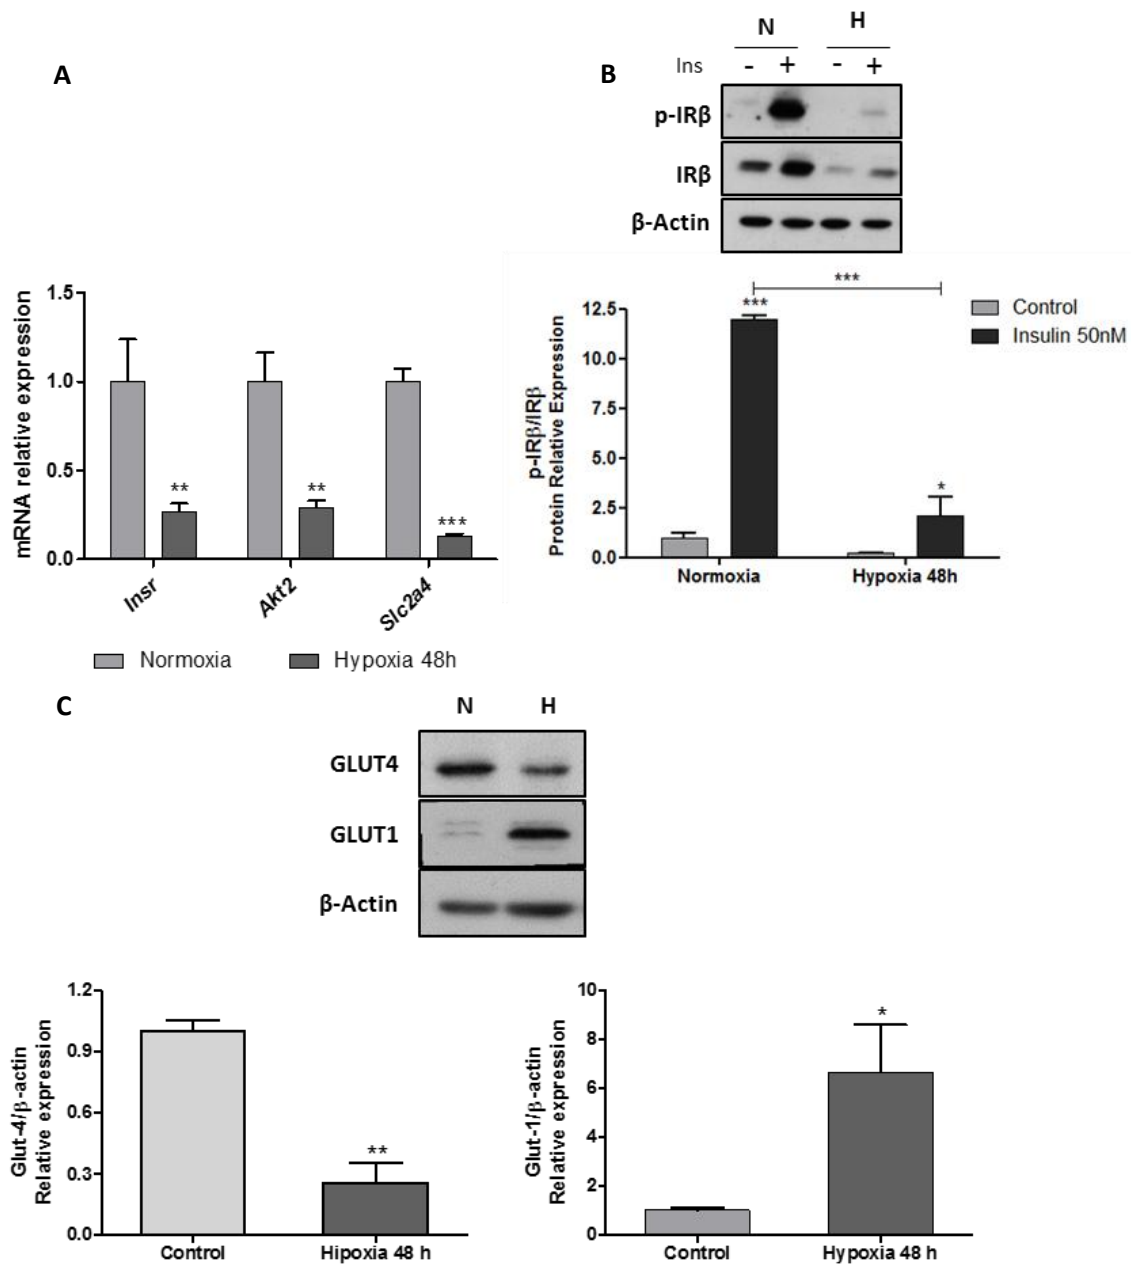 A
mRNA relative expression
1.5
1.0
0.5
0.0
**
**
***
Insr
Akt2
Slc2a4
Normoxia
Hypoxia 48h
B
N
H
Ins
- + - +
p-IRβ
IRβ
β-Actin
p-IRβ/IRβ
Protein Relative Expression
12.5
10.0
7.5
5.0
2.5
0.0
***
***
*
Normoxia
Hypoxia 48h
Control
Insulin 50nM
C
N
H
GLUT4
GLUT1
β-Actin
Glut-4/β-actin
Relative expression
1.2
0.9
0.6
0.3
0.0
**
Control
Hipoxia 48 h
Glut-1/β-actin
Relative expression
10
8
6
4
2
0
*
Control
Hypoxia 48 h